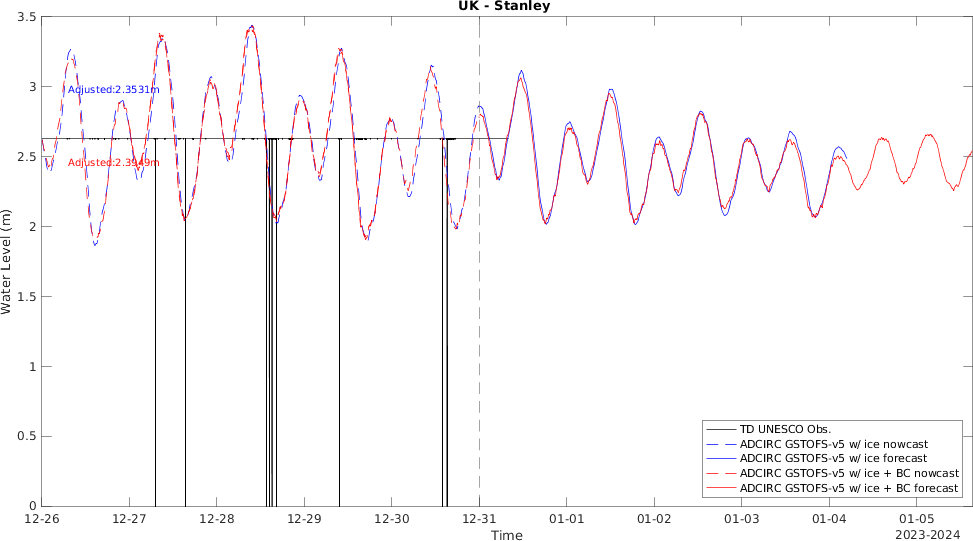 UK - Stanley
3.5
3
2.5
2
1.5
1
0.5
0
Water Level (m)
Adjusted:2.3531m
Adjusted:2.3949m
TD UNESCO Obs.
ADCIRC GSTOFS-v5 w/ ice nowcast
ADCIRC GSTOFS-v5 w/ ice forecast
ADCIRC GSTOFS-v5 w/ ice + BC nowcast
ADCIRC GSTOFS-v5 w/ ice + BC forecast
12-26 12-27 12-28 12-29 12-30 12-31 01-01 01-02 01-03 01-04 01-05
Time
2023-2024